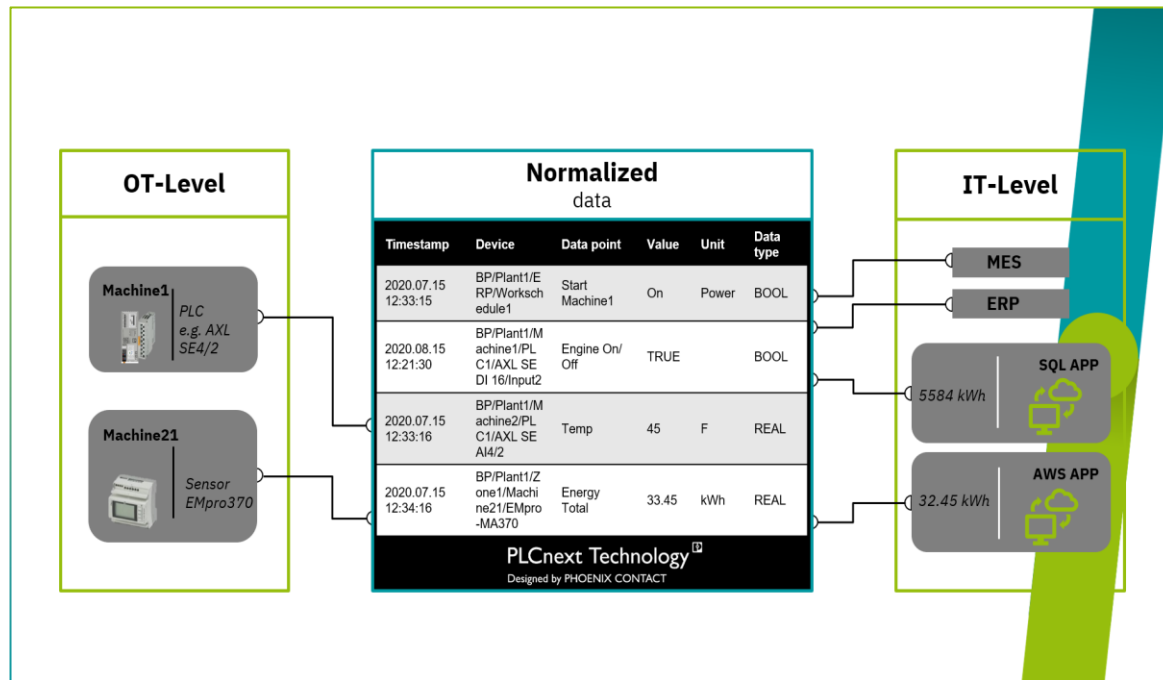 OT-Level
Machine1
PLC
e.g. AXL
SE4/2
Machine21
Sensor
EMpro370
Normalized
data
Timestamp Device Data point Value Unit Data type
2020.07.15
12:33:15
BP/Plant1/E
RP/Worksch
edule1
Start
Machine1
On
Power
BOOL
2020.08.15
12:21:30
BP/Plant1/M
achine1/PL
C1/AXL SE
DI 16/Input2
Engine On/
Off
TRUE
BOOL
2020.07.15
12:33:16
BP/Plant1/M
achine2/PL
C1/AXL SE
AI4/2
Temp
45
F
REAL
2020.07.15
12:34:16
BP/Plant1/Z
one1/Machi
ne21/EMpro
-MA370
Energy
Total
33.45
kWh
REAL
PLCnext Technology
Designed by PHOENIX CONTACT
IT-Level
MES
ERP
SQL APP
5584 kWh
AWS APP
32.45 kWh